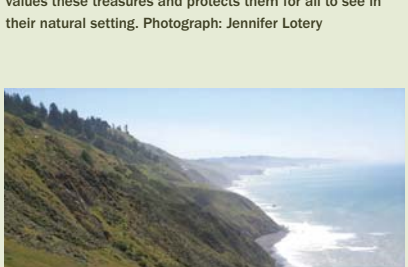 values these treasures and protects them for all to see in
their natural setting. Photograph: Jennifer Lotery